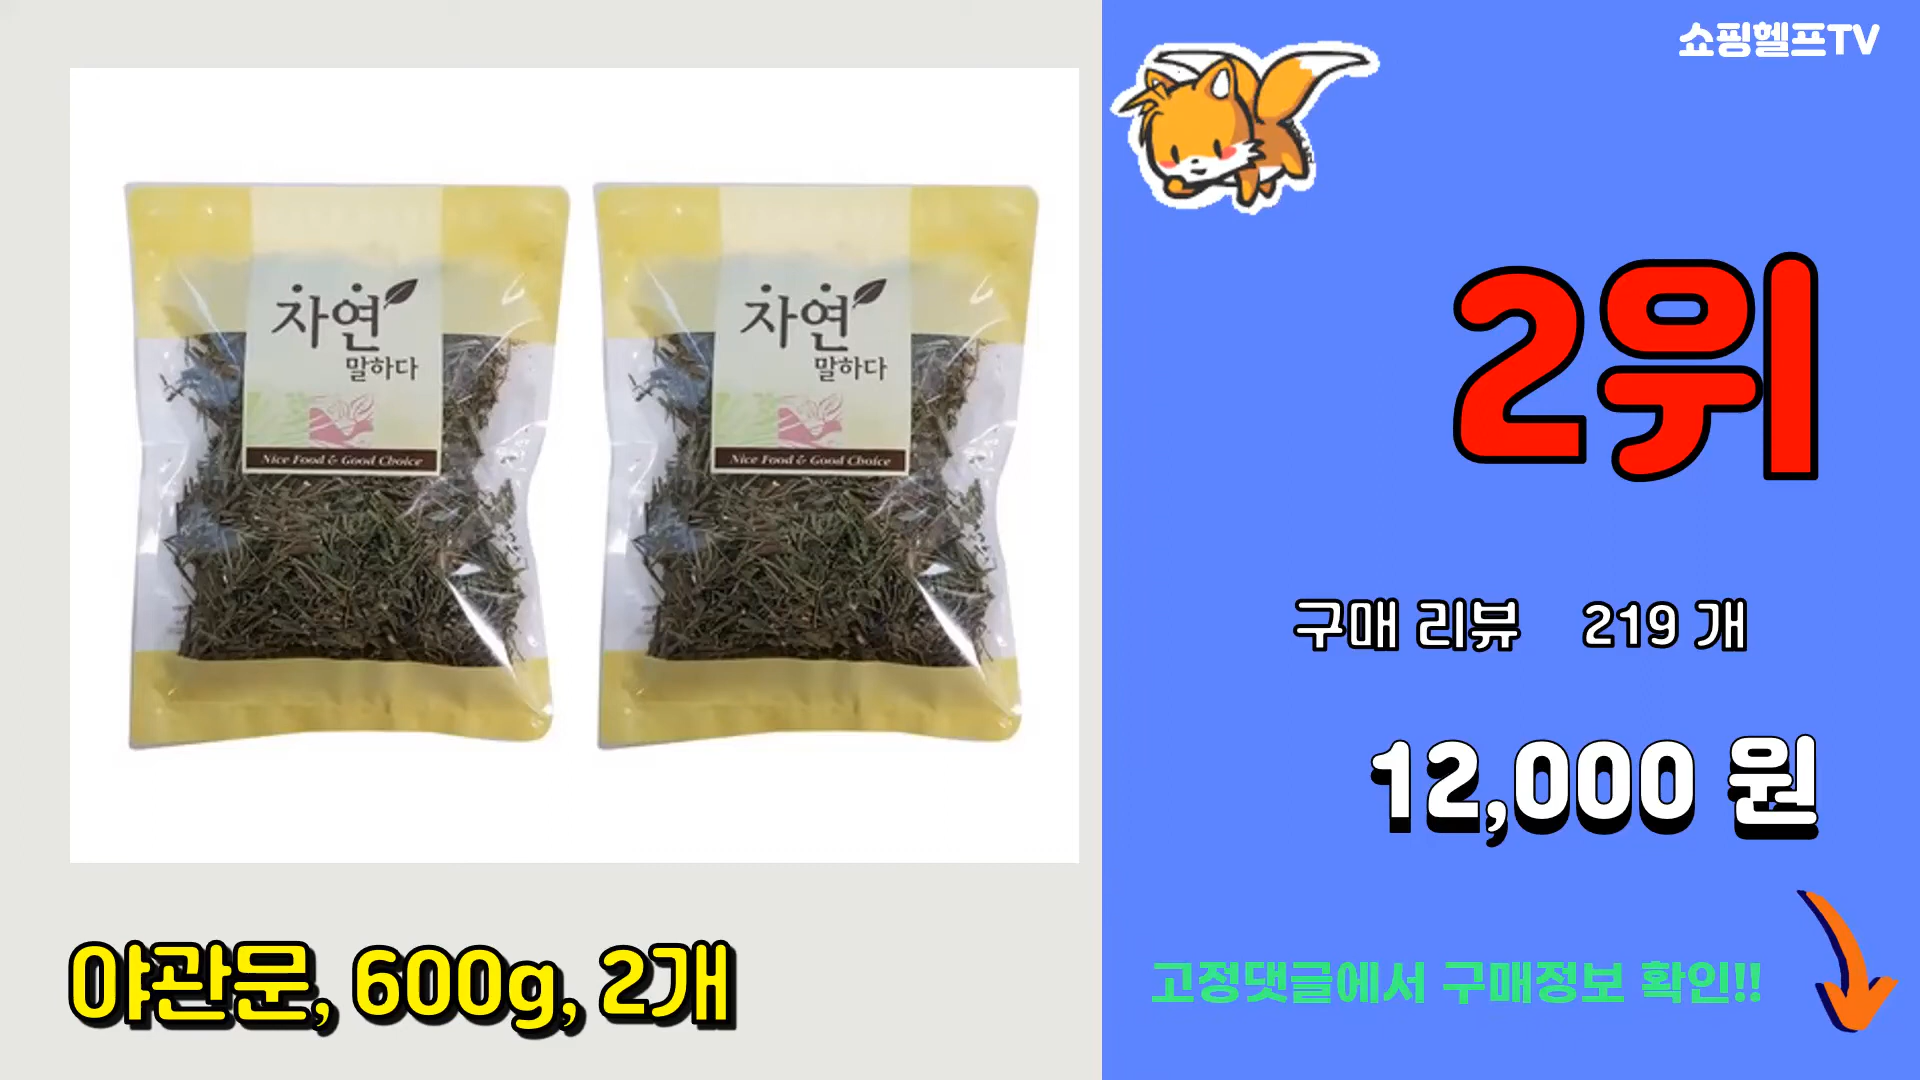 쇼핑헬프TV
자연
말하다
Nice Food & Good Choice
자연
말하다
Nice Food & Good Choice
2위
구매 리뷰 219 개
12,000 원
야관문, 600g, 2개
고정댓글에서 구매정보 확인!!